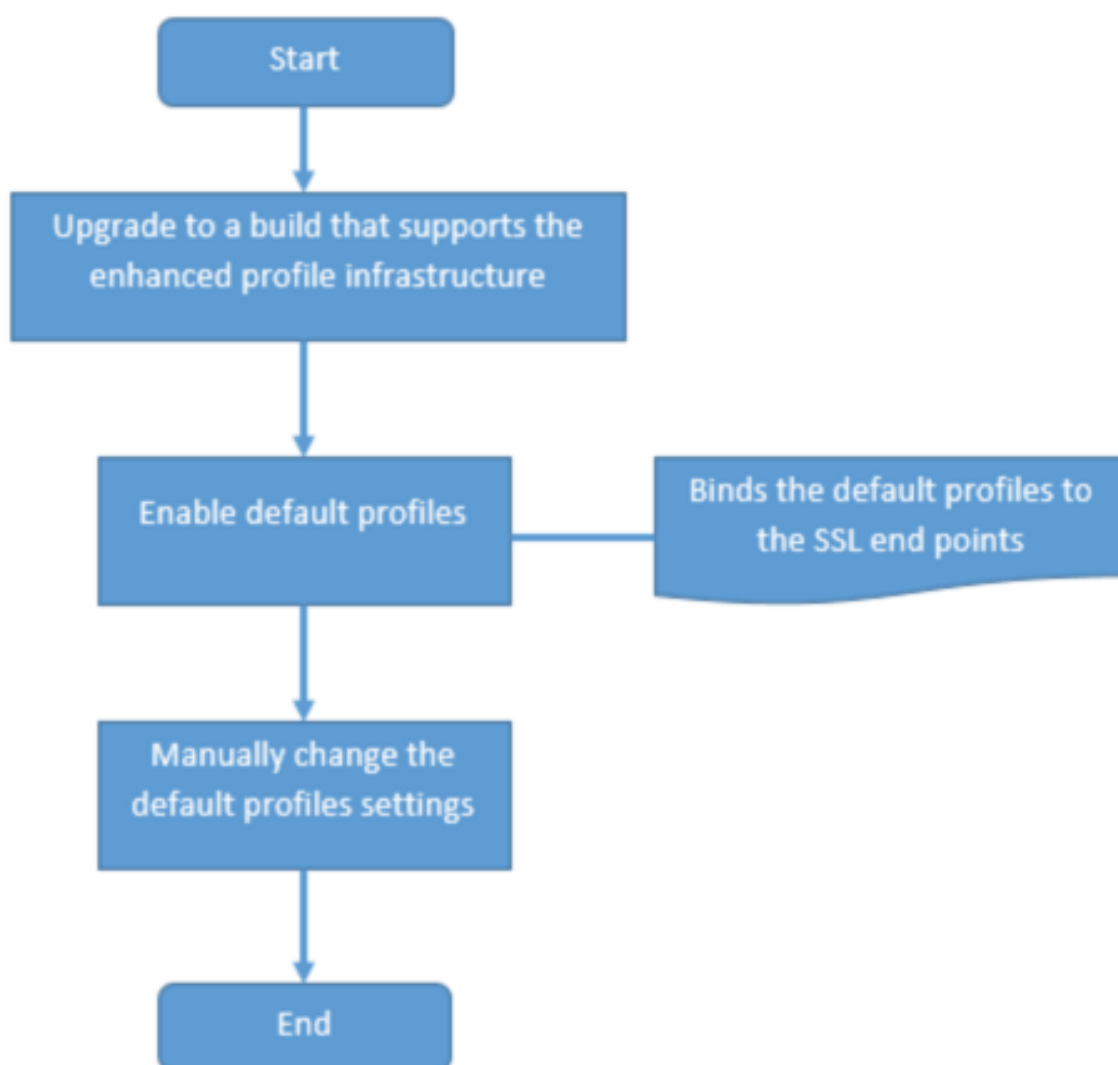 Start
Upgrade to a build that supports the
enhanced profile infrastructure
Enable default profiles
Binds the default profiles to
the SSL end points
Manually change the
default profiles settings
End